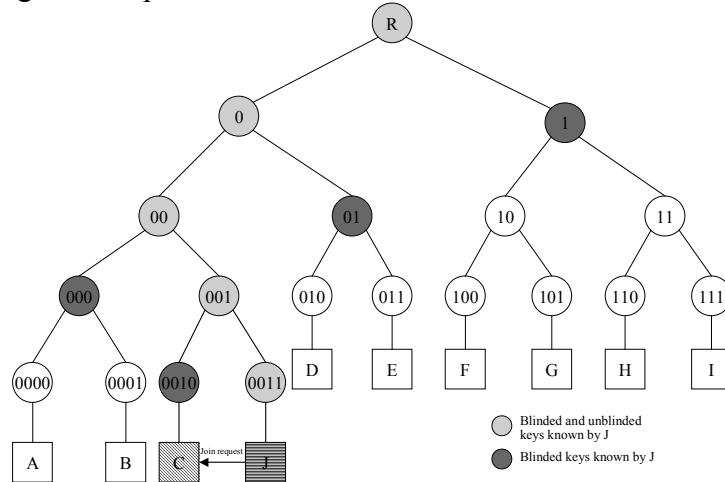 R
0
1
00
01
10
11
000
001
010
011
100
101
110
111
0000
0001
0010
0011
D
E
F
G
H
I
A
B
C
Join request
J
Blinded and unblinded
keys known by J
Blinded keys known by J